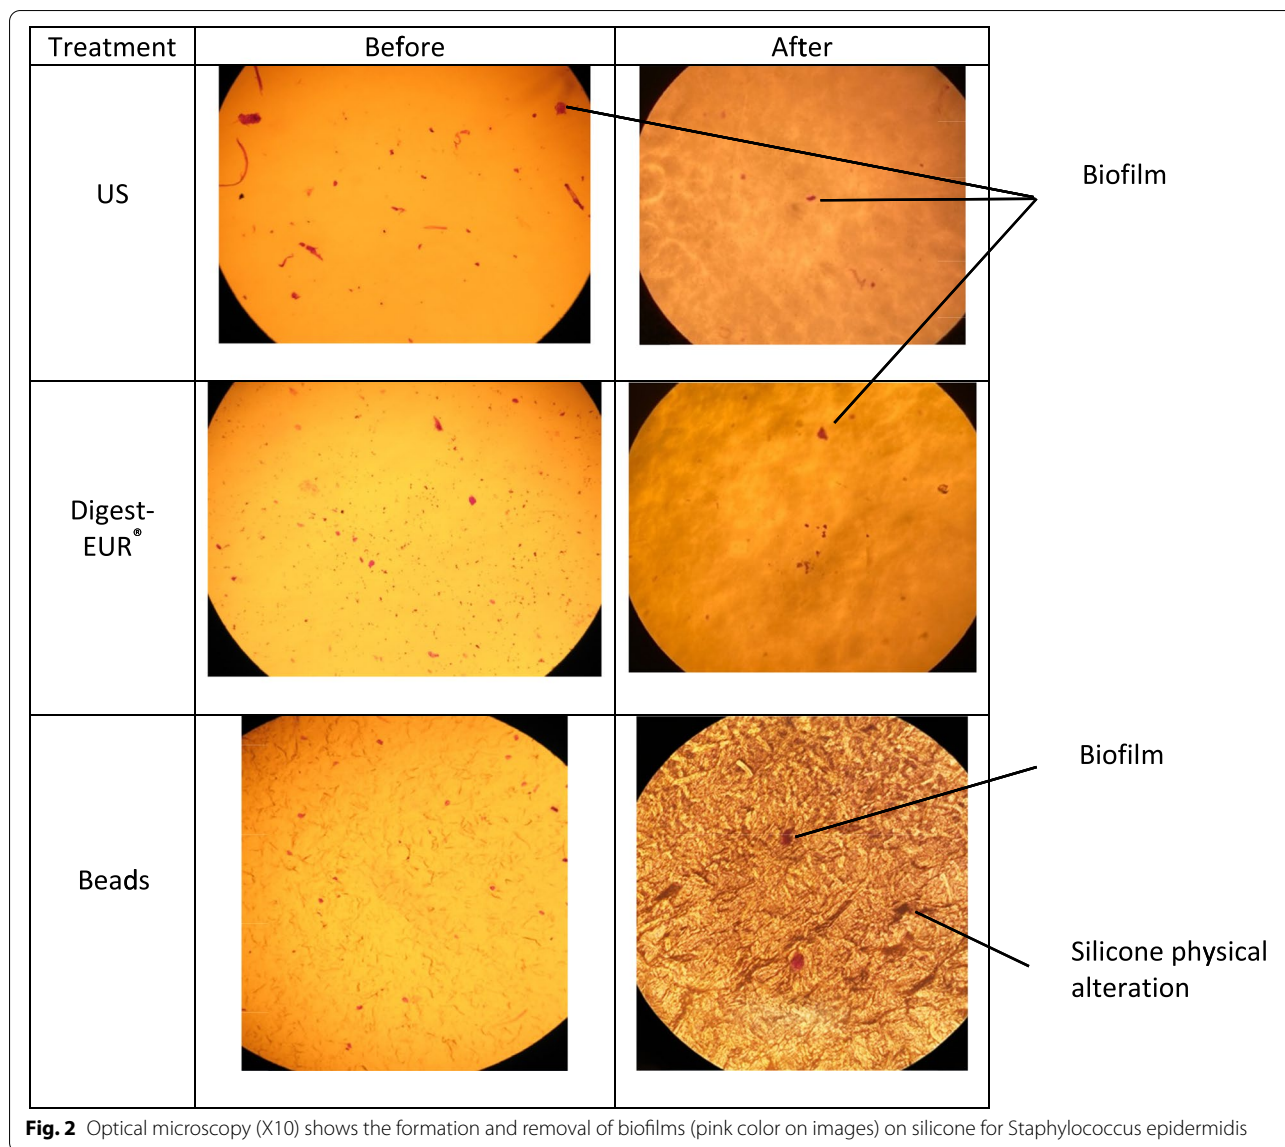 Treatment Before After
US
Biofilm
Digest-
EUR®
Beads
Biofilm
Silicone physical
alteration
Fig. 2 Optical microscopy (X10) shows the formation and removal of biofilms (pink color on images) on silicone for Staphylococcus epidermidis